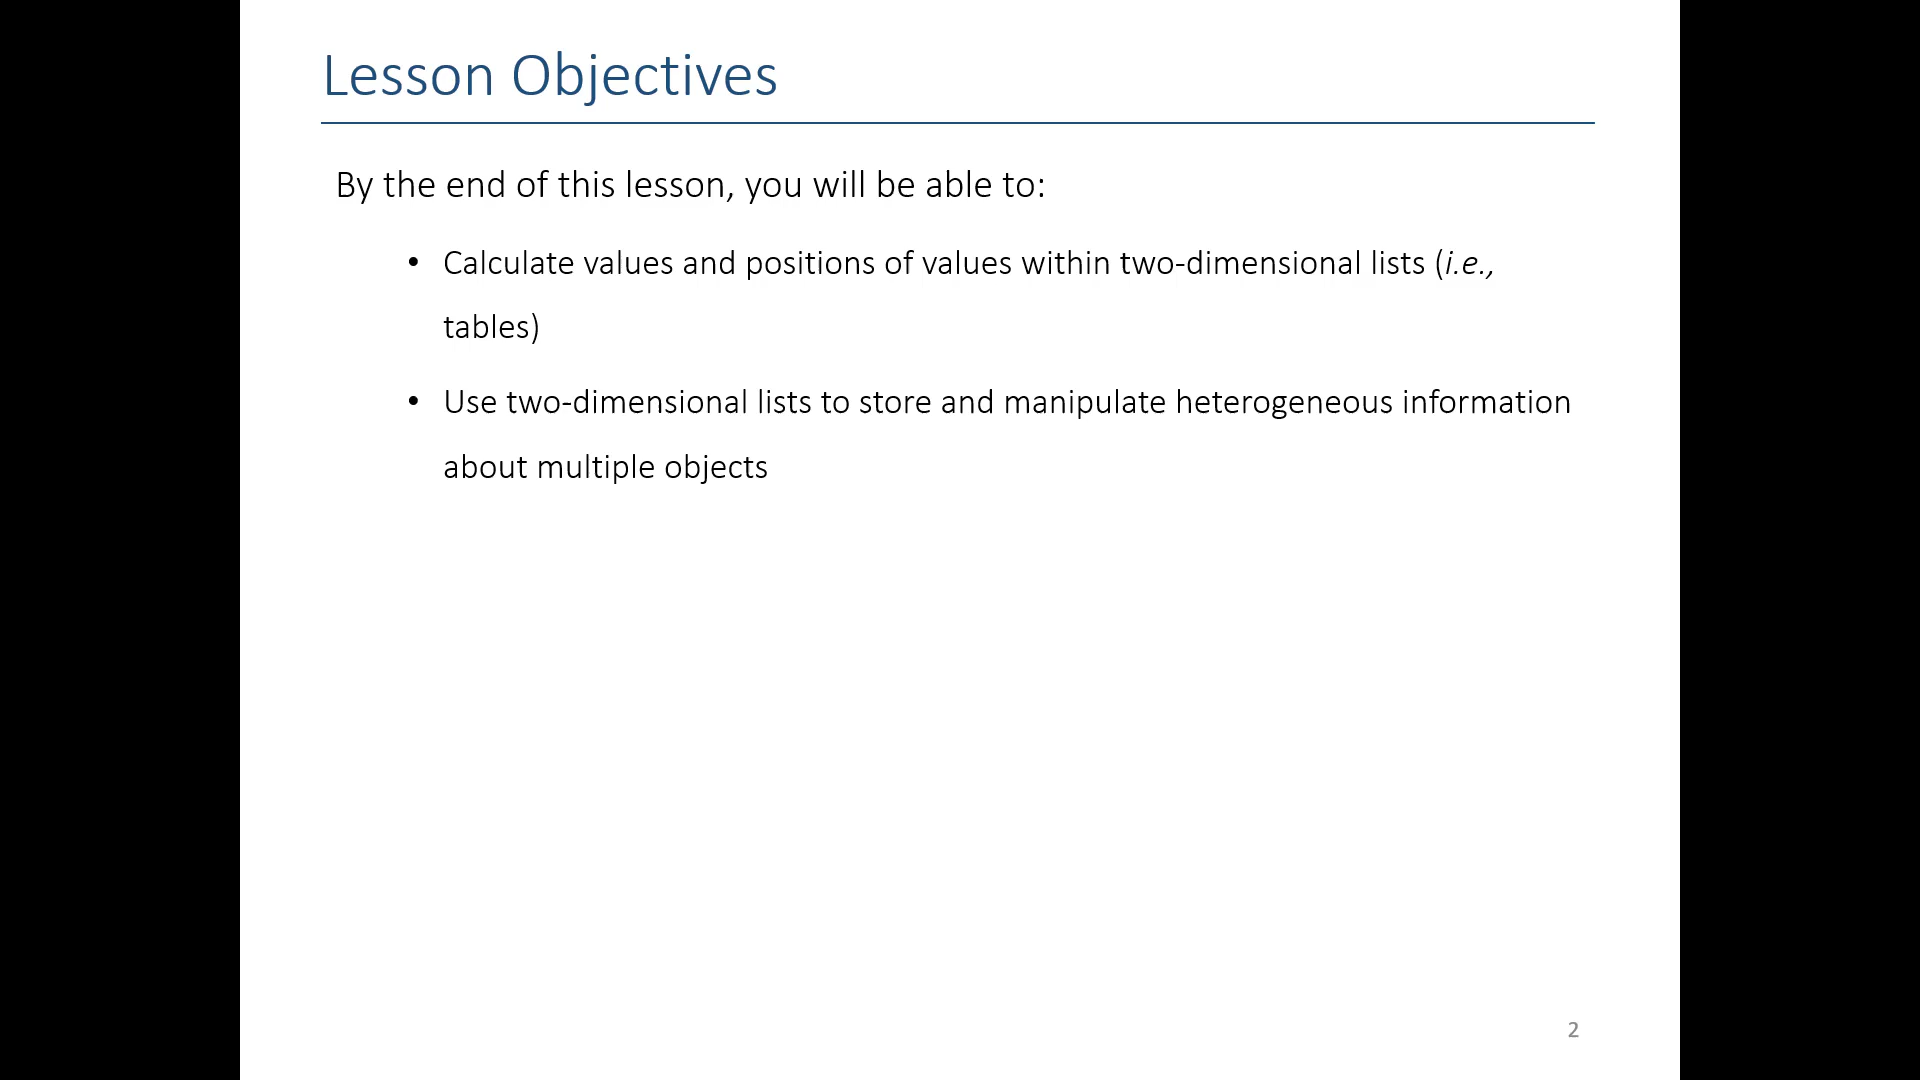 Lesson Objectives
By the end of this lesson, you will be able to:
• Calculate values and positions of values within two-dimensional lists (i.e.,
tables)
• Use two-dimensional lists to store and manipulate heterogeneous information
about multiple objects
2